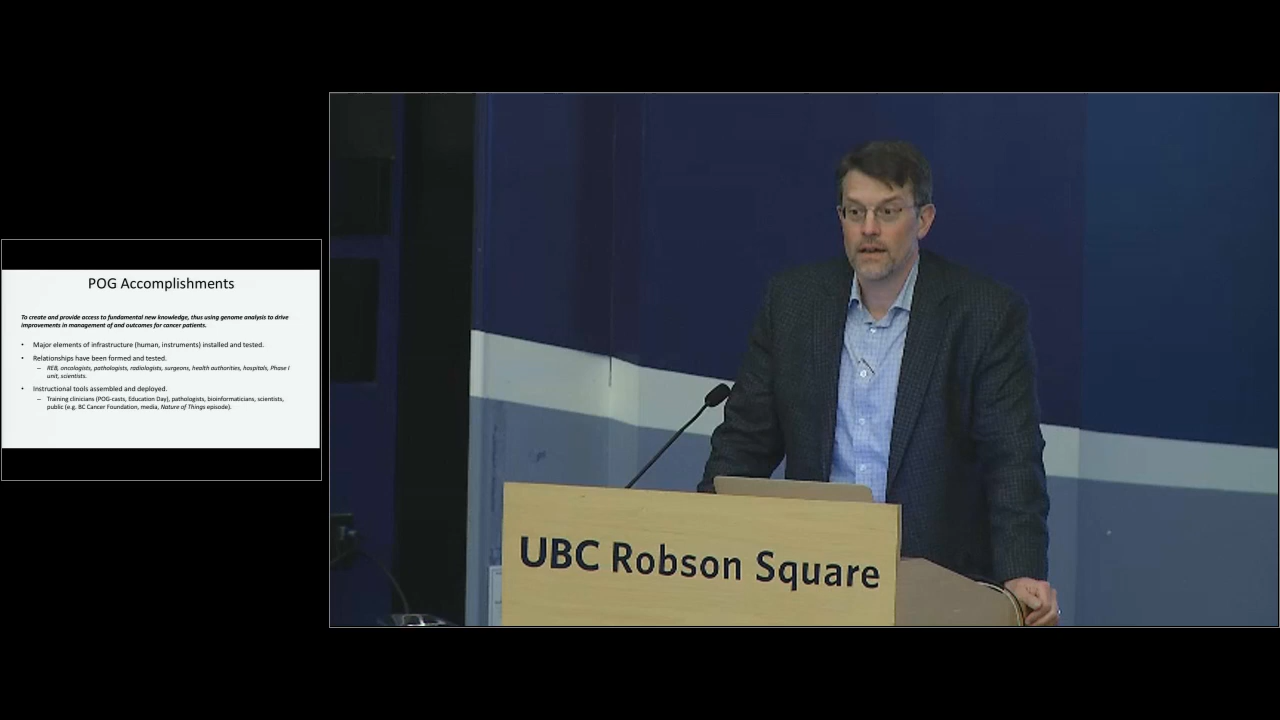 POG Accomplishments
To create and provide access to fundamental new knowledge, thus using genome analysis to drive
improvements in management of and outcomes for cancer patients.
• Major elements of infrastructure (human, instruments) installed and tested.
• Relationships have been formed and tested.
– REB, oncologists, pathologists, radiologists, surgeons, health authorities, hospitals, Phase I
unit, scientists.
• Instructional tools assembled and deployed.
– Training clinicians (POG-casts, Education Day), pathologists, bioinformaticians, scientists,
public (e.g. BC Cancer Foundation, media, Nature of Things episode).
UBC Robson Square